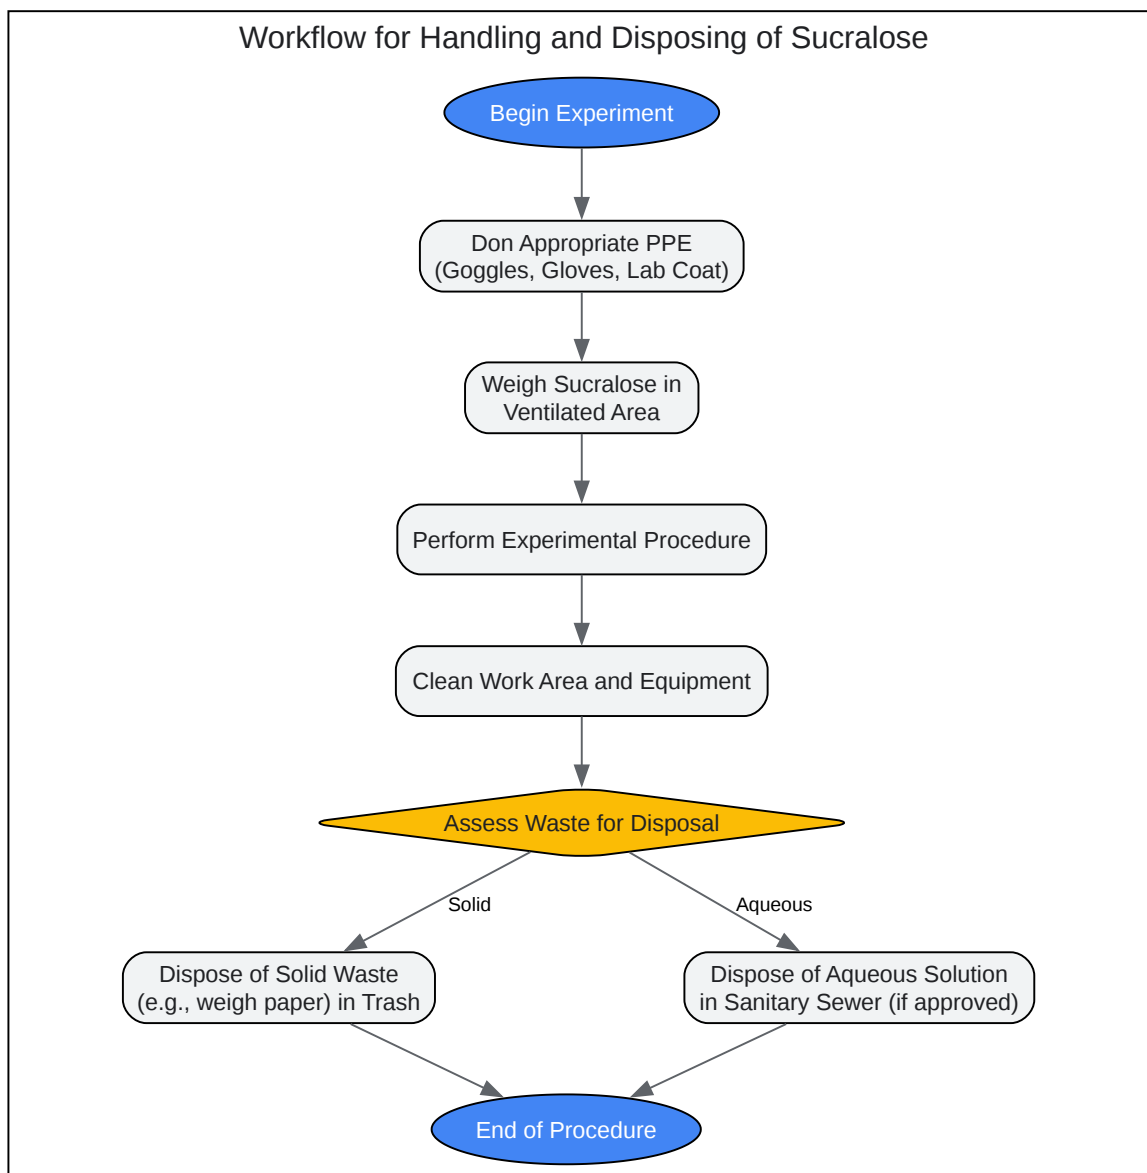 Workflow for Handling and Disposing of Sucralose
Begin Experiment
Don Appropriate PPE
(Goggles, Gloves, Lab Coat)
Weigh Sucralose in
Ventilated Area
Perform Experimental Procedure
Clean Work Area and Equipment
Assess Waste for Disposal
Solid
Aqueous
Dispose of Solid Waste
(e.g., weigh paper) in Trash
Dispose of Aqueous Solution
in Sanitary Sewer (if approved)
End of Procedure